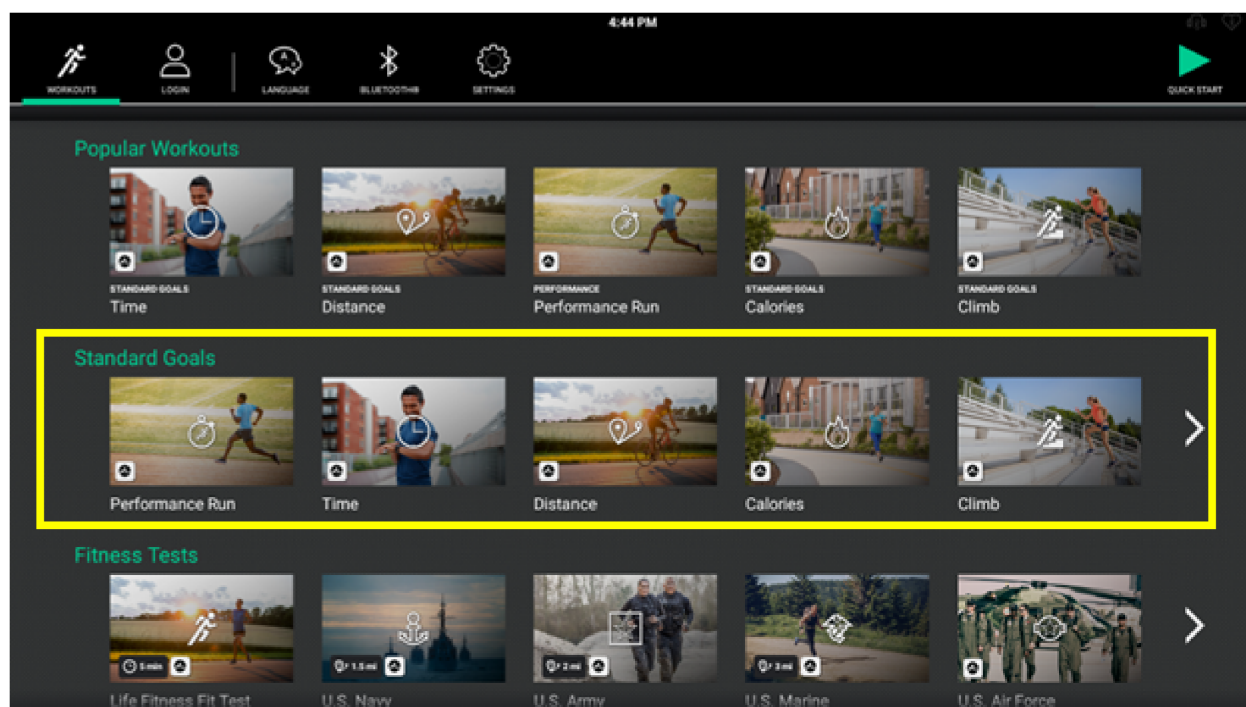 4:44 PM
WORKOUTS
LOGIN
LANGUAGE
BLUETOOTH®
SETTINGS
QUICK START
Popular Workouts
STANDARD GOALS
Time
STANDARD GOALS
Distance
PERFORMANCE
Performance Run
STANDARD GOALS
Calories
STANDARD GOALS
Climb
Standard Goals
Performance Run
Time
Distance
Calories
Climb
Fitness Tests
5 min
1.5 mi
2 mi
3 mi
Life Fitness Fit Test
U.S. Navy
U.S. Army
U.S. Marine
U.S. Air Force